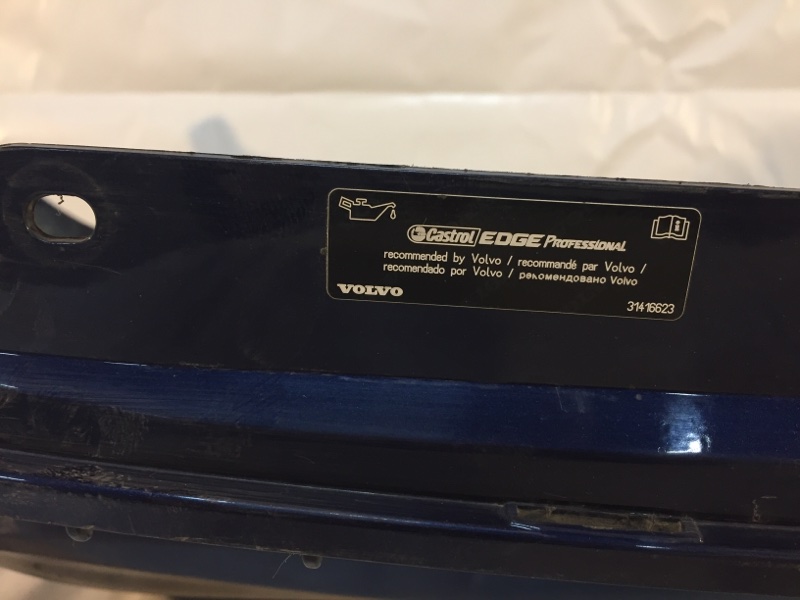 Castrol EDGE PROFESSIONAL
recommended by Volvo / recommandé par Volvo /
recomendado por Volvo / рекомендовано Volvo
VOLVO
31416623